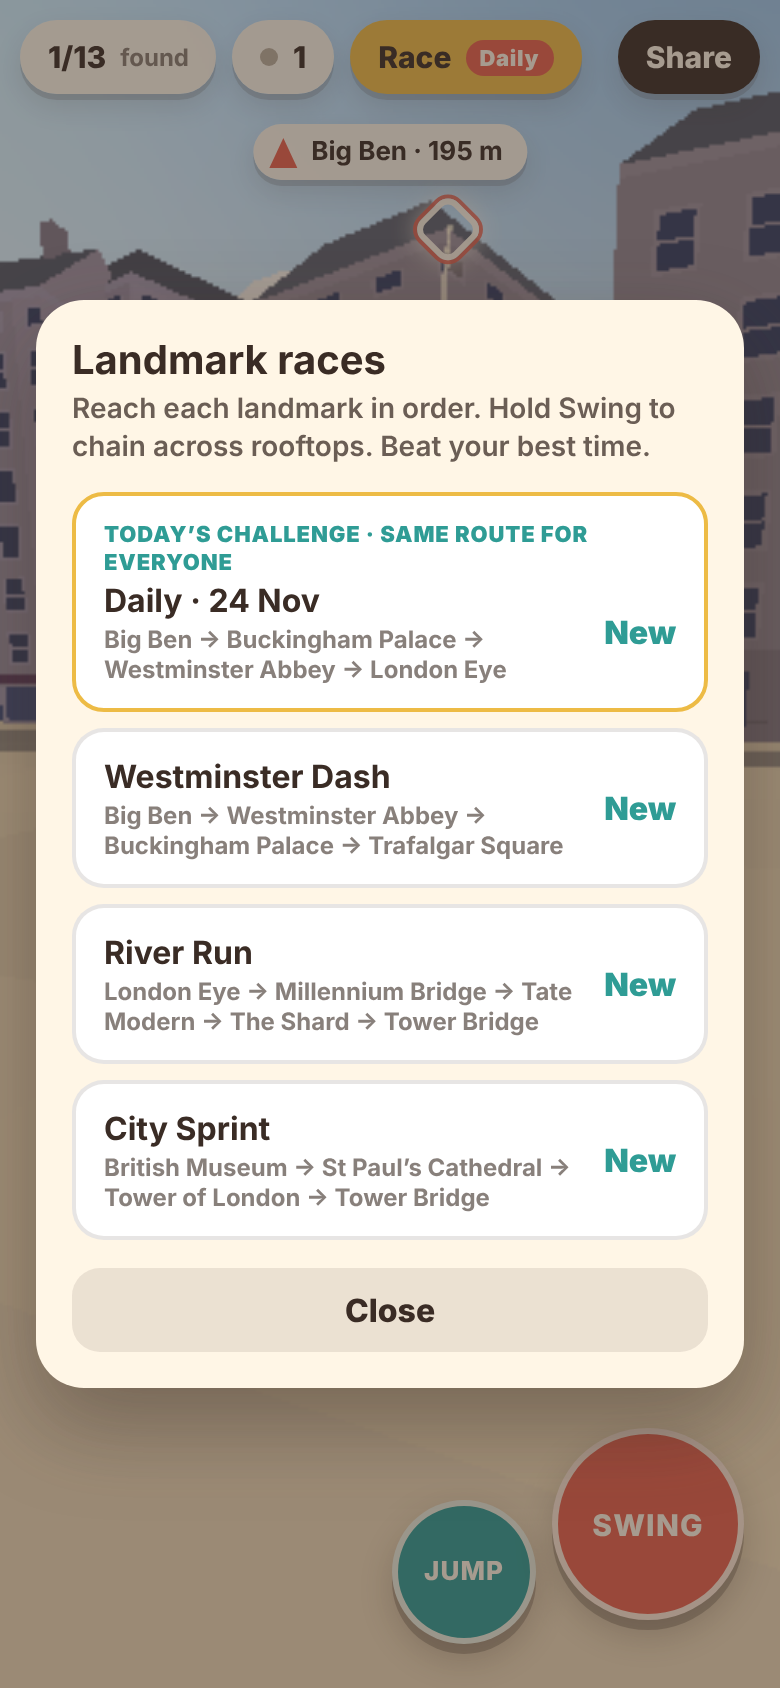 1/13 found
1
Race Daily
Share
Big Ben · 195 m
Landmark races
Reach each landmark in order. Hold Swing to
chain across rooftops. Beat your best time.
TODAY’S CHALLENGE · SAME ROUTE FOR
EVERYONE
Daily · 24 Nov
Big Ben → Buckingham Palace →
Westminster Abbey → London Eye
New
Westminster Dash
Big Ben → Westminster Abbey →
Buckingham Palace → Trafalgar Square
New
River Run
London Eye → Millennium Bridge → Tate
Modern → The Shard → Tower Bridge
New
City Sprint
British Museum → St Paul’s Cathedral →
Tower of London → Tower Bridge
New
Close
SWING
JUMP